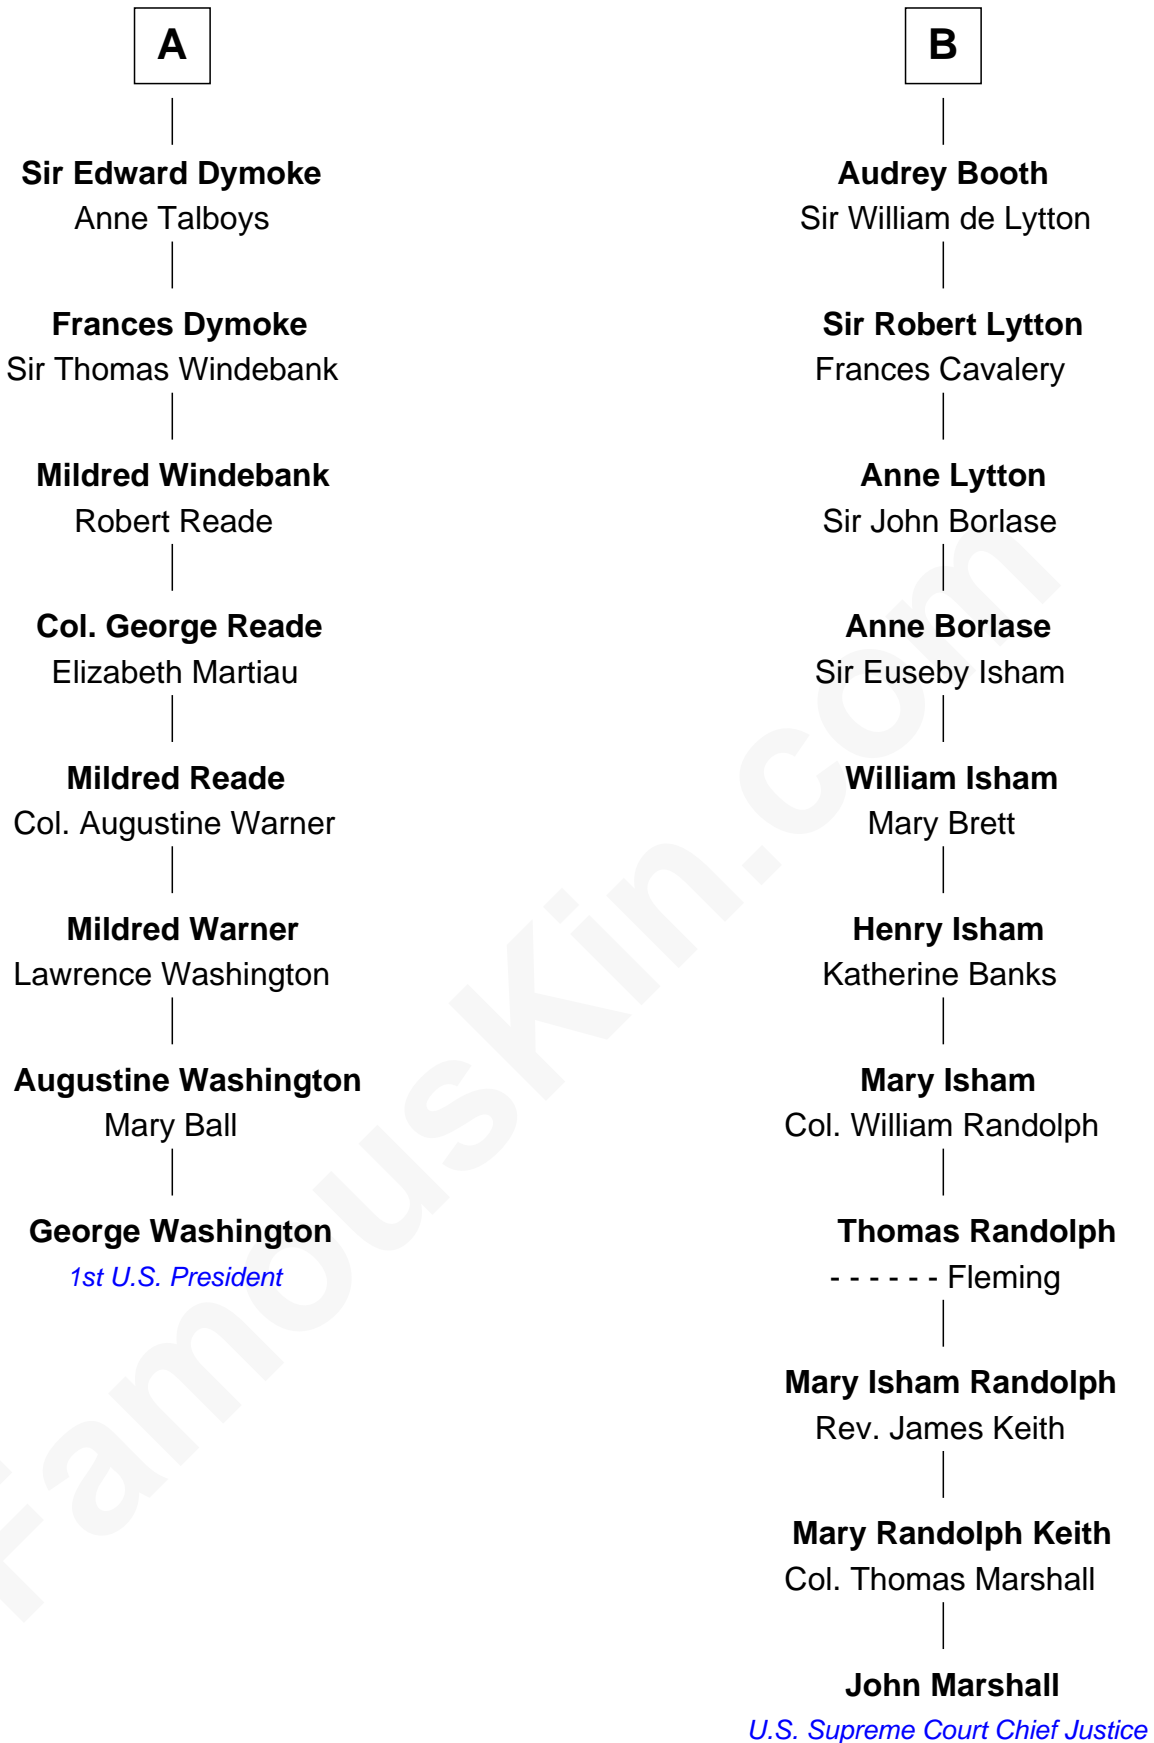 A
Sir Edward Dymoke
Anne Talboys
Frances Dymoke
Sir Thomas Windebank
Mildred Windebank
Robert Reade
Col. George Reade
Elizabeth Martiau
Mildred Reade
Col. Augustine Warner
Mildred Warner
Lawrence Washington
Augustine Washington
Mary Ball
George Washington
1st U.S. President
B
Audrey Booth
Sir William de Lytton
Sir Robert Lytton
Frances Cavalery
Anne Lytton
Sir John Borlase
Anne Borlase
Sir Euseby Isham
William Isham
Mary Brett
Henry Isham
Katherine Banks
Mary Isham
Col. William Randolph
Thomas Randolph
- - - - - - Fleming
Mary Isham Randolph
Rev. James Keith
Mary Randolph Keith
Col. Thomas Marshall
John Marshall
U.S. Supreme Court Chief Justice
FamousKin.com